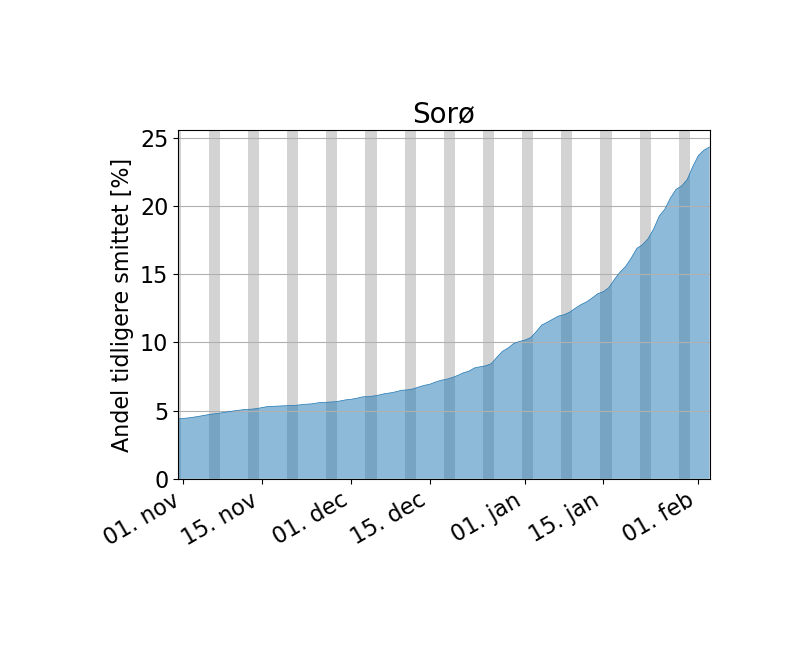 Sorø
Andel tidligere smittet [%]
25
20
15
10
5
0
01. nov
15. nov
01. dec
15. dec
01. jan
15. jan
01. feb